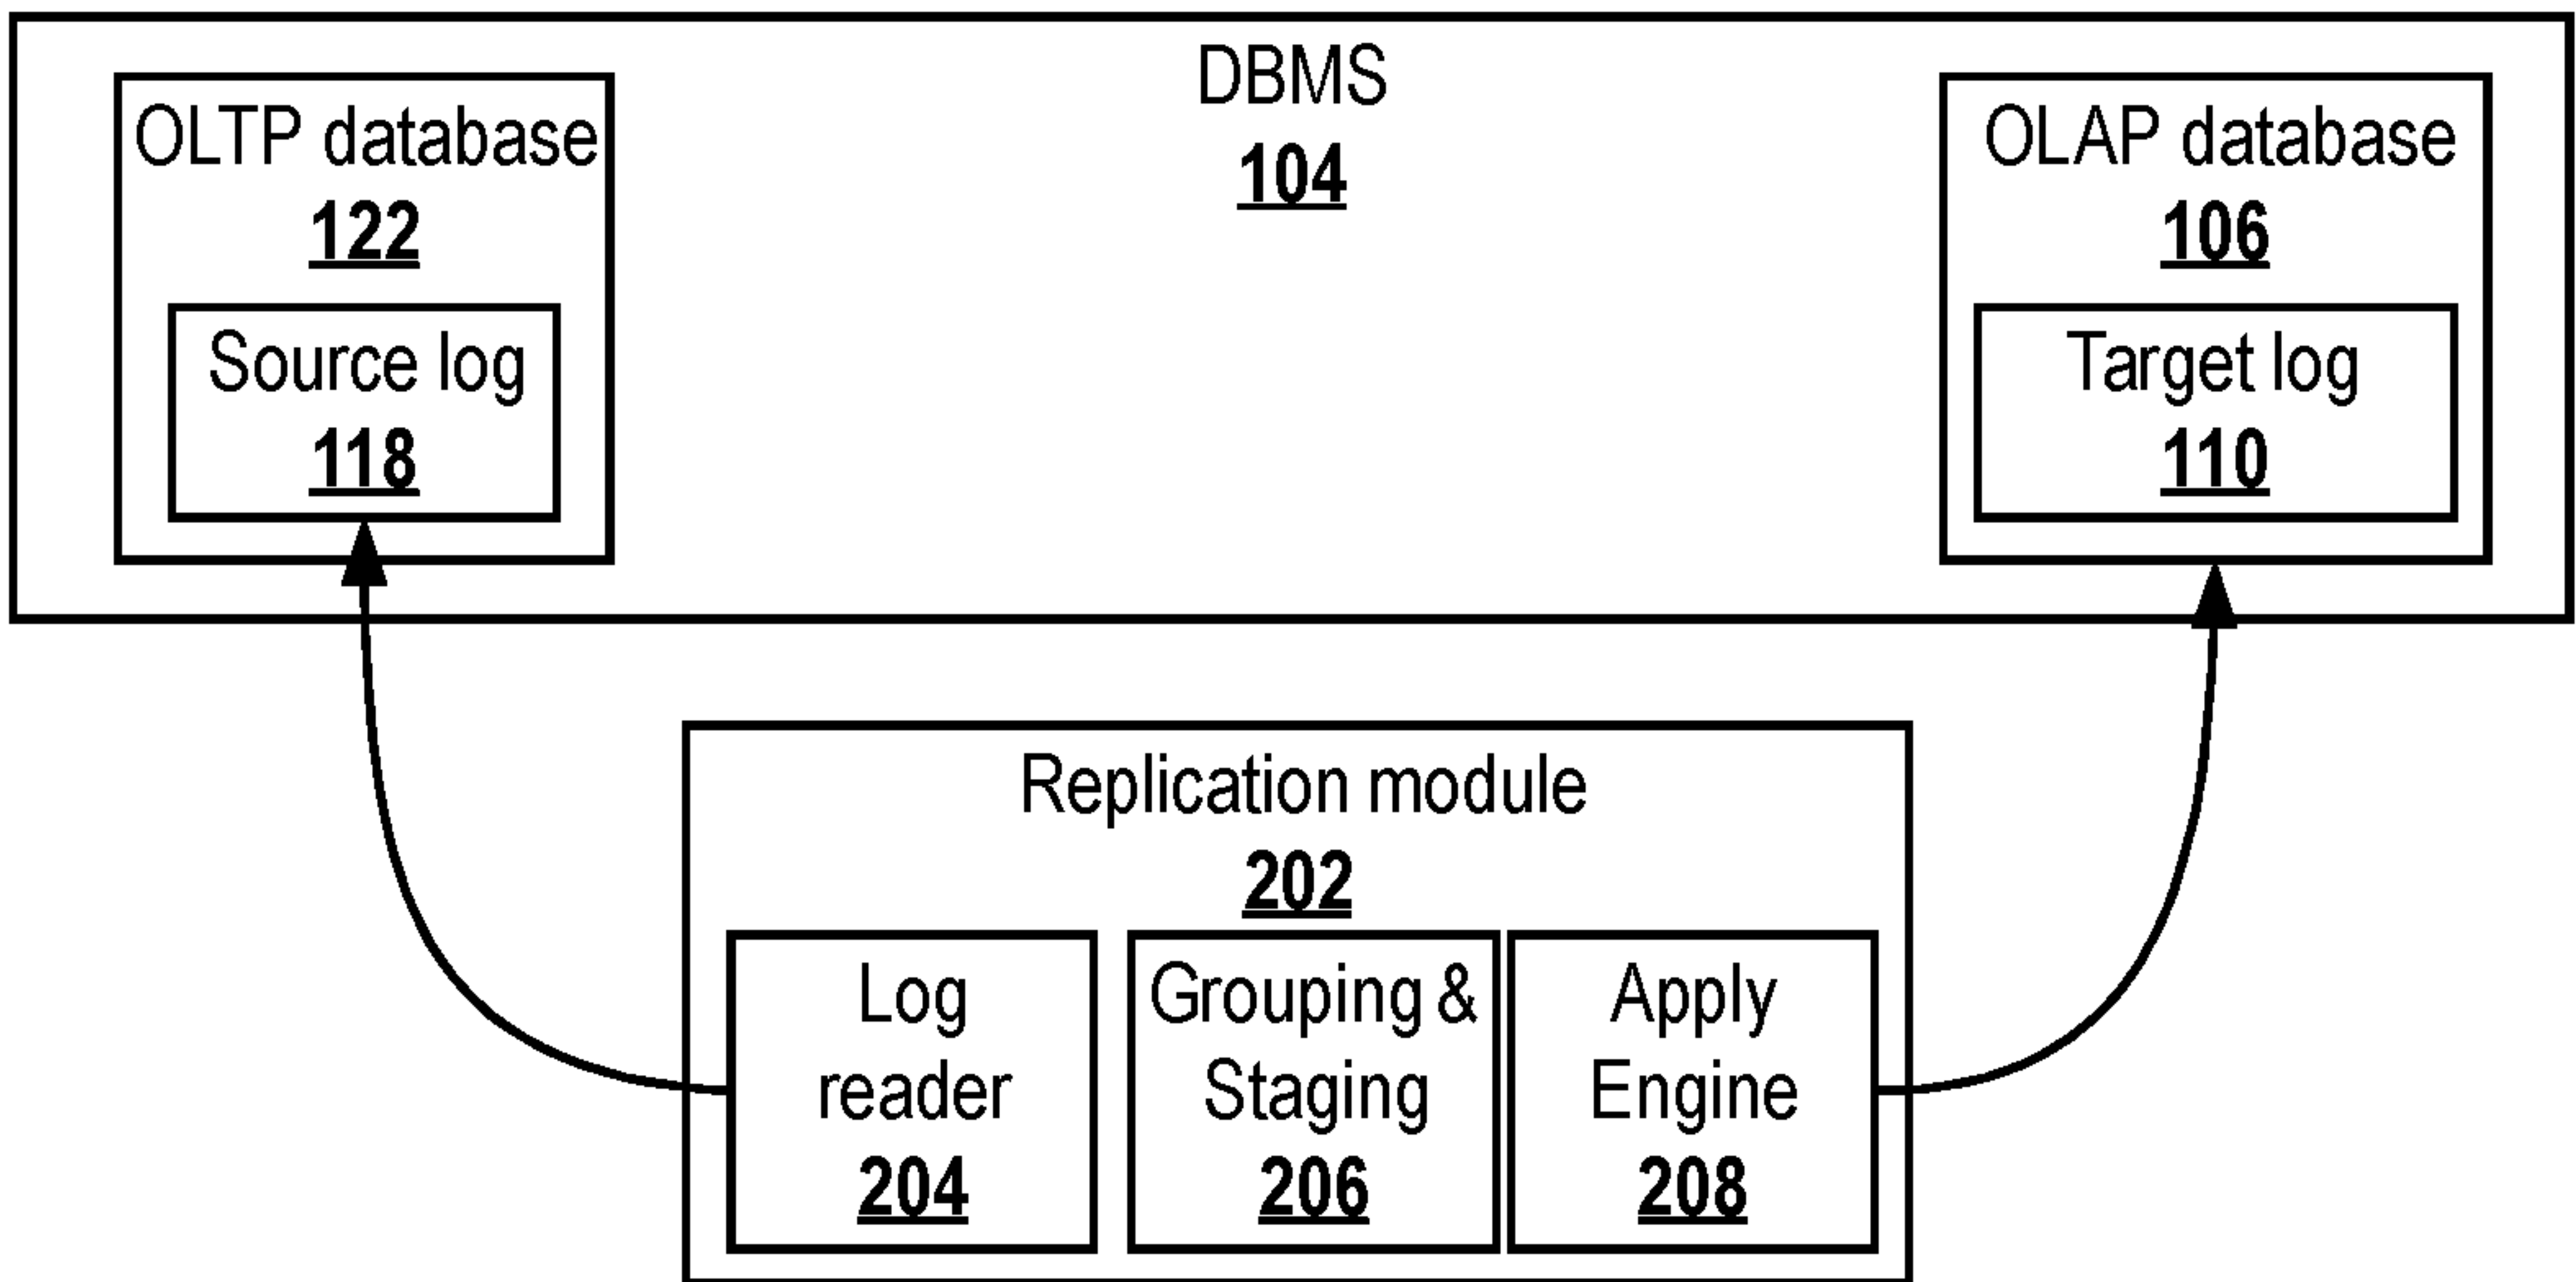 DBMS
104
OLTP database
122
Source log
118
OLAP database
106
Target log
110
Replication module
202
Log
reader
204
Grouping &
Staging
206
Apply
Engine
208